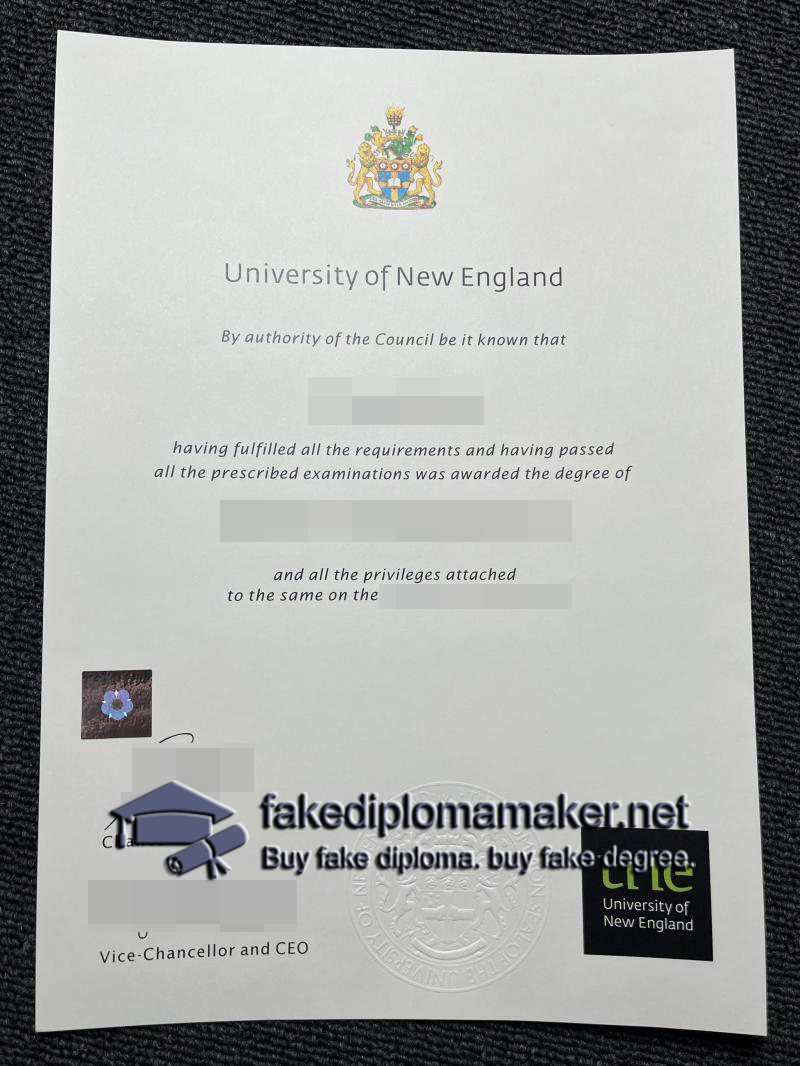 University of New England
By authority of the Council be it known that
having fulfilled all the requirements and having passed
all the prescribed examinations was awarded the degree of
and all the privileges attached
to the same on the
fakediplomamaker.net
Buy fake diploma. buy fake degree.
une
University of
New England
Vice-Chancellor and CEO